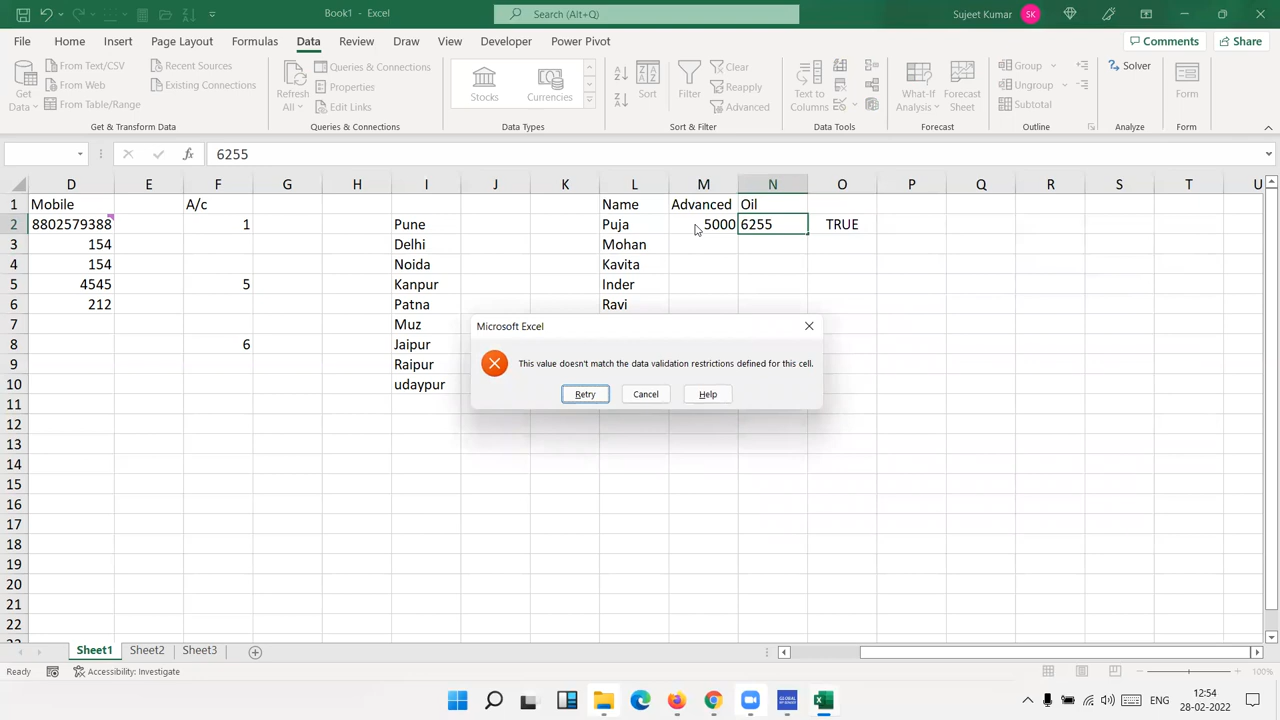 Book1 - Excel
Search (Alt+Q)
Sujeet Kumar
SK
File Home Insert Page Layout Formulas Data Review Draw View Developer Power Pivot
Comments
Share
Get Data
From Text/CSV
From Web
From Table/Range
Recent Sources
Existing Connections
Get & Transform Data
Refresh All
Queries & Connections
Properties
Edit Links
Queries & Connections
Stocks
Currencies
Data Types
Sort
Filter
Clear
Reapply
Advanced
Sort & Filter
Text to Columns
Data Tools
What-If Analysis
Forecast Sheet
Forecast
Group
Ungroup
Subtotal
Outline
Solver
Analyze
Form
Form
fx 6255
D E F G H I J K L M N O P Q R S T U
1 Mobile A/c Name Advanced Oil
2 8802579388 1 Pune Puja 5000 6255 TRUE
3 154 Delhi Mohan
4 154 Noida Kavita
5 4545 5 Kanpur Inder
6 212 Patna Ravi
7 Muz
8 6 Jaipur
9 Raipur
10 udaypur
11
12
13
14
15
16
17
18
19
20
21
22
Microsoft Excel
This value doesn't match the data validation restrictions defined for this cell.
Retry Cancel Help
Sheet1 Sheet2 Sheet3
Ready
Accessibility: Investigate
100%
ENG
12:54
28-02-2022